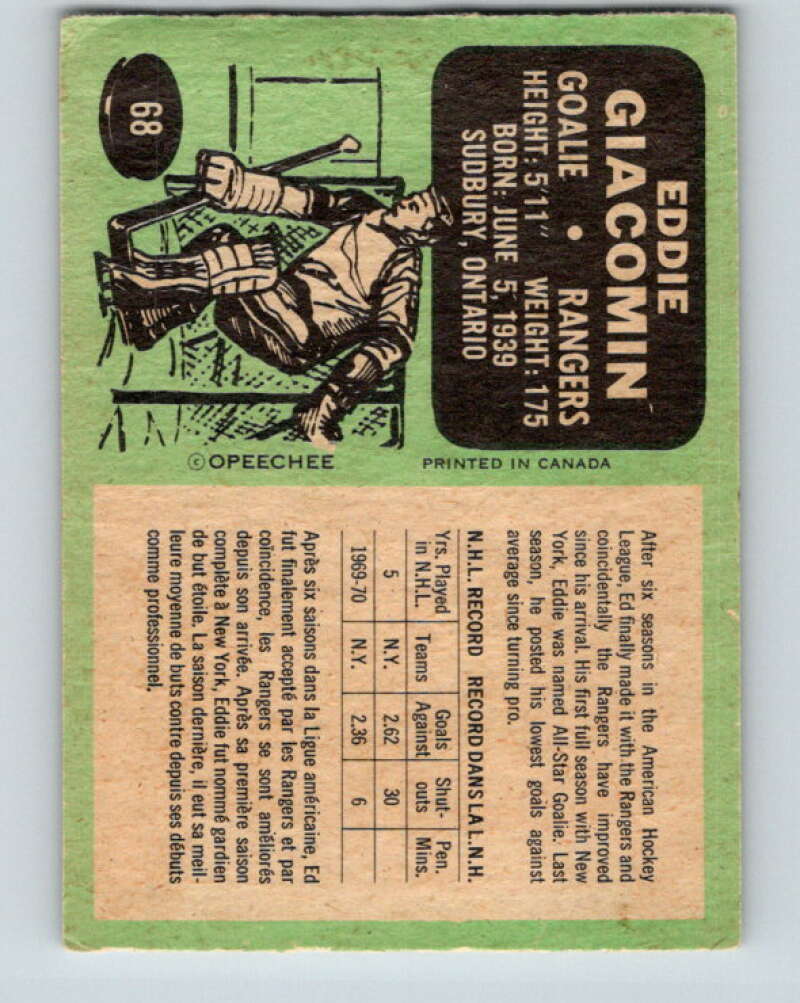 EDDIE
GIACOMIN
GOALIE • RANGERS
HEIGHT: 5'11" WEIGHT: 175
BORN: JUNE 5, 1939
SUDBURY, ONTARIO
68
© OPEECHEE
PRINTED IN CANADA
After six seasons in the American Hockey
League, Ed finally made it with the Rangers and
coincidentally the Rangers have improved
since his arrival. His first full season with New
York, Eddie was named All-Star Goalie. Last
season, he posted his lowest goals against
average since turning pro.
N.H.L. RECORD RECORD DANS LA L.N.H.
Yrs. Played Goals Shut- Pen.
in N.H.L. Teams Against outs Mins.
5 N.Y. 2.62 30
1969-70 N.Y. 2.36 6
Après six saisons dans la Ligue américaine, Ed
fut finalement accepté par les Rangers et par
coïncidence, les Rangers se sont améliorés
depuis son arrivée. Après sa première saison
complète à New York, Eddie fut nommé gardien
de but étoile. La saison dernière, il eut sa meil-
leure moyenne de buts contre depuis ses débuts
comme professionnel.